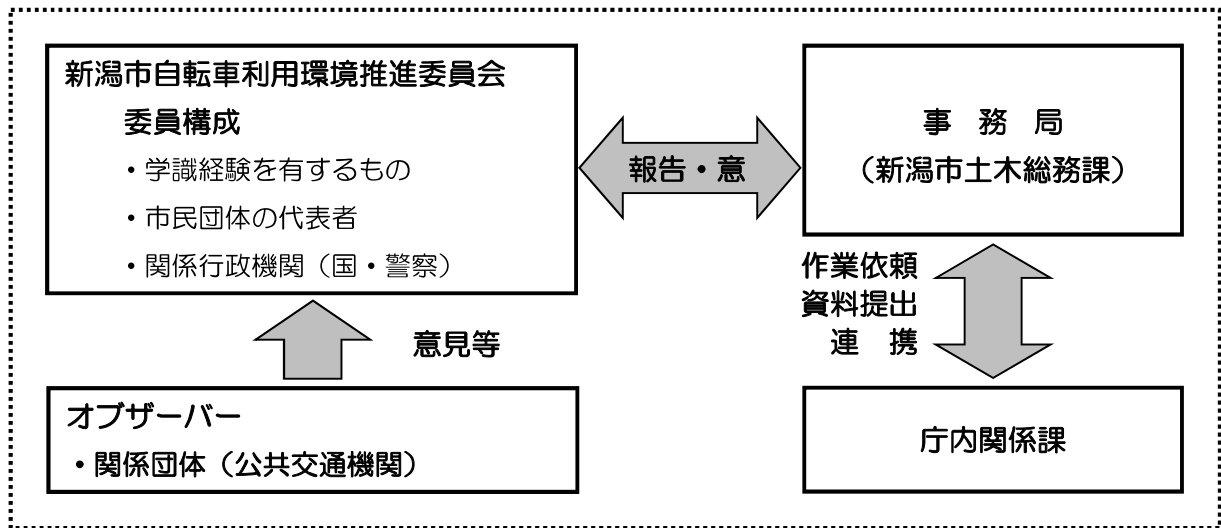 新潟市自転車利用環境推進委員会
委員構成
・学識経験を有するもの
・市民団体の代表者
・関係行政機関（国・警察）
報告・意
事　務　局
（新潟市土木総務課）
意見等
作業依頼
資料提出
連　携
オブザーバー
・関係団体（公共交通機関）
庁内関係課